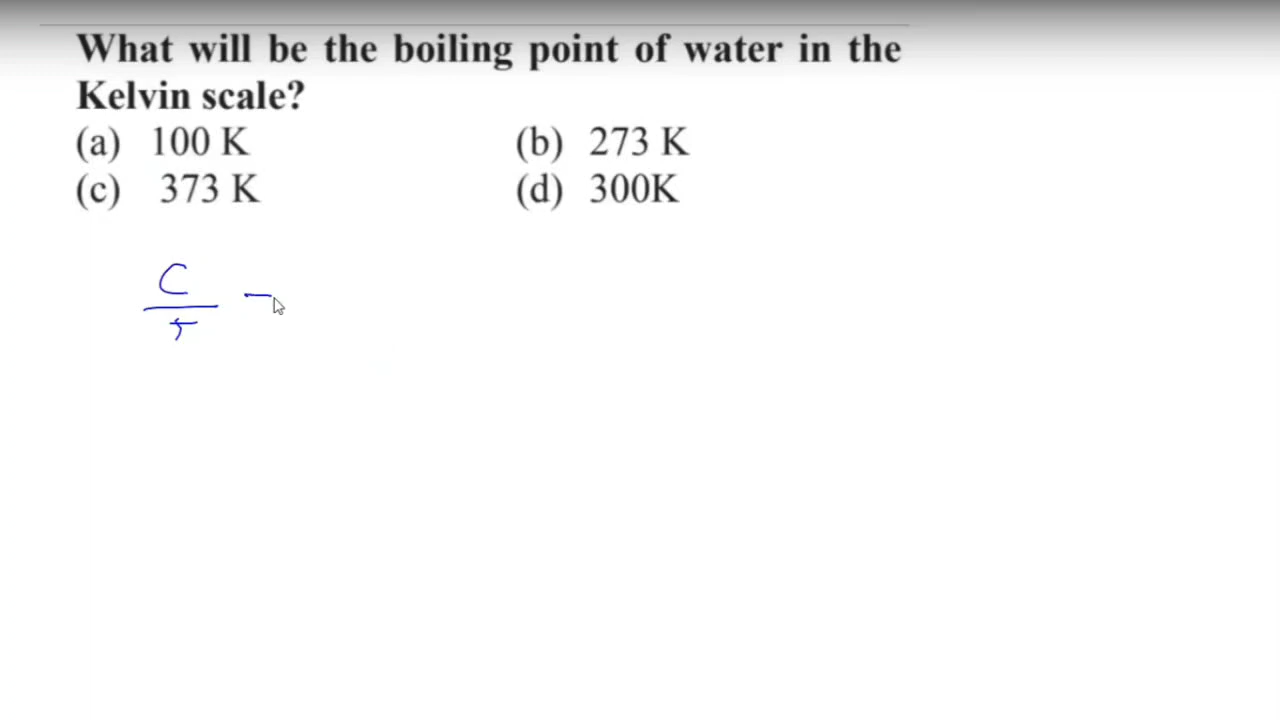 What will be the boiling point of water in the
Kelvin scale?
(a) 100 K (b) 273 K
(c) 373 K (d) 300K
C
5